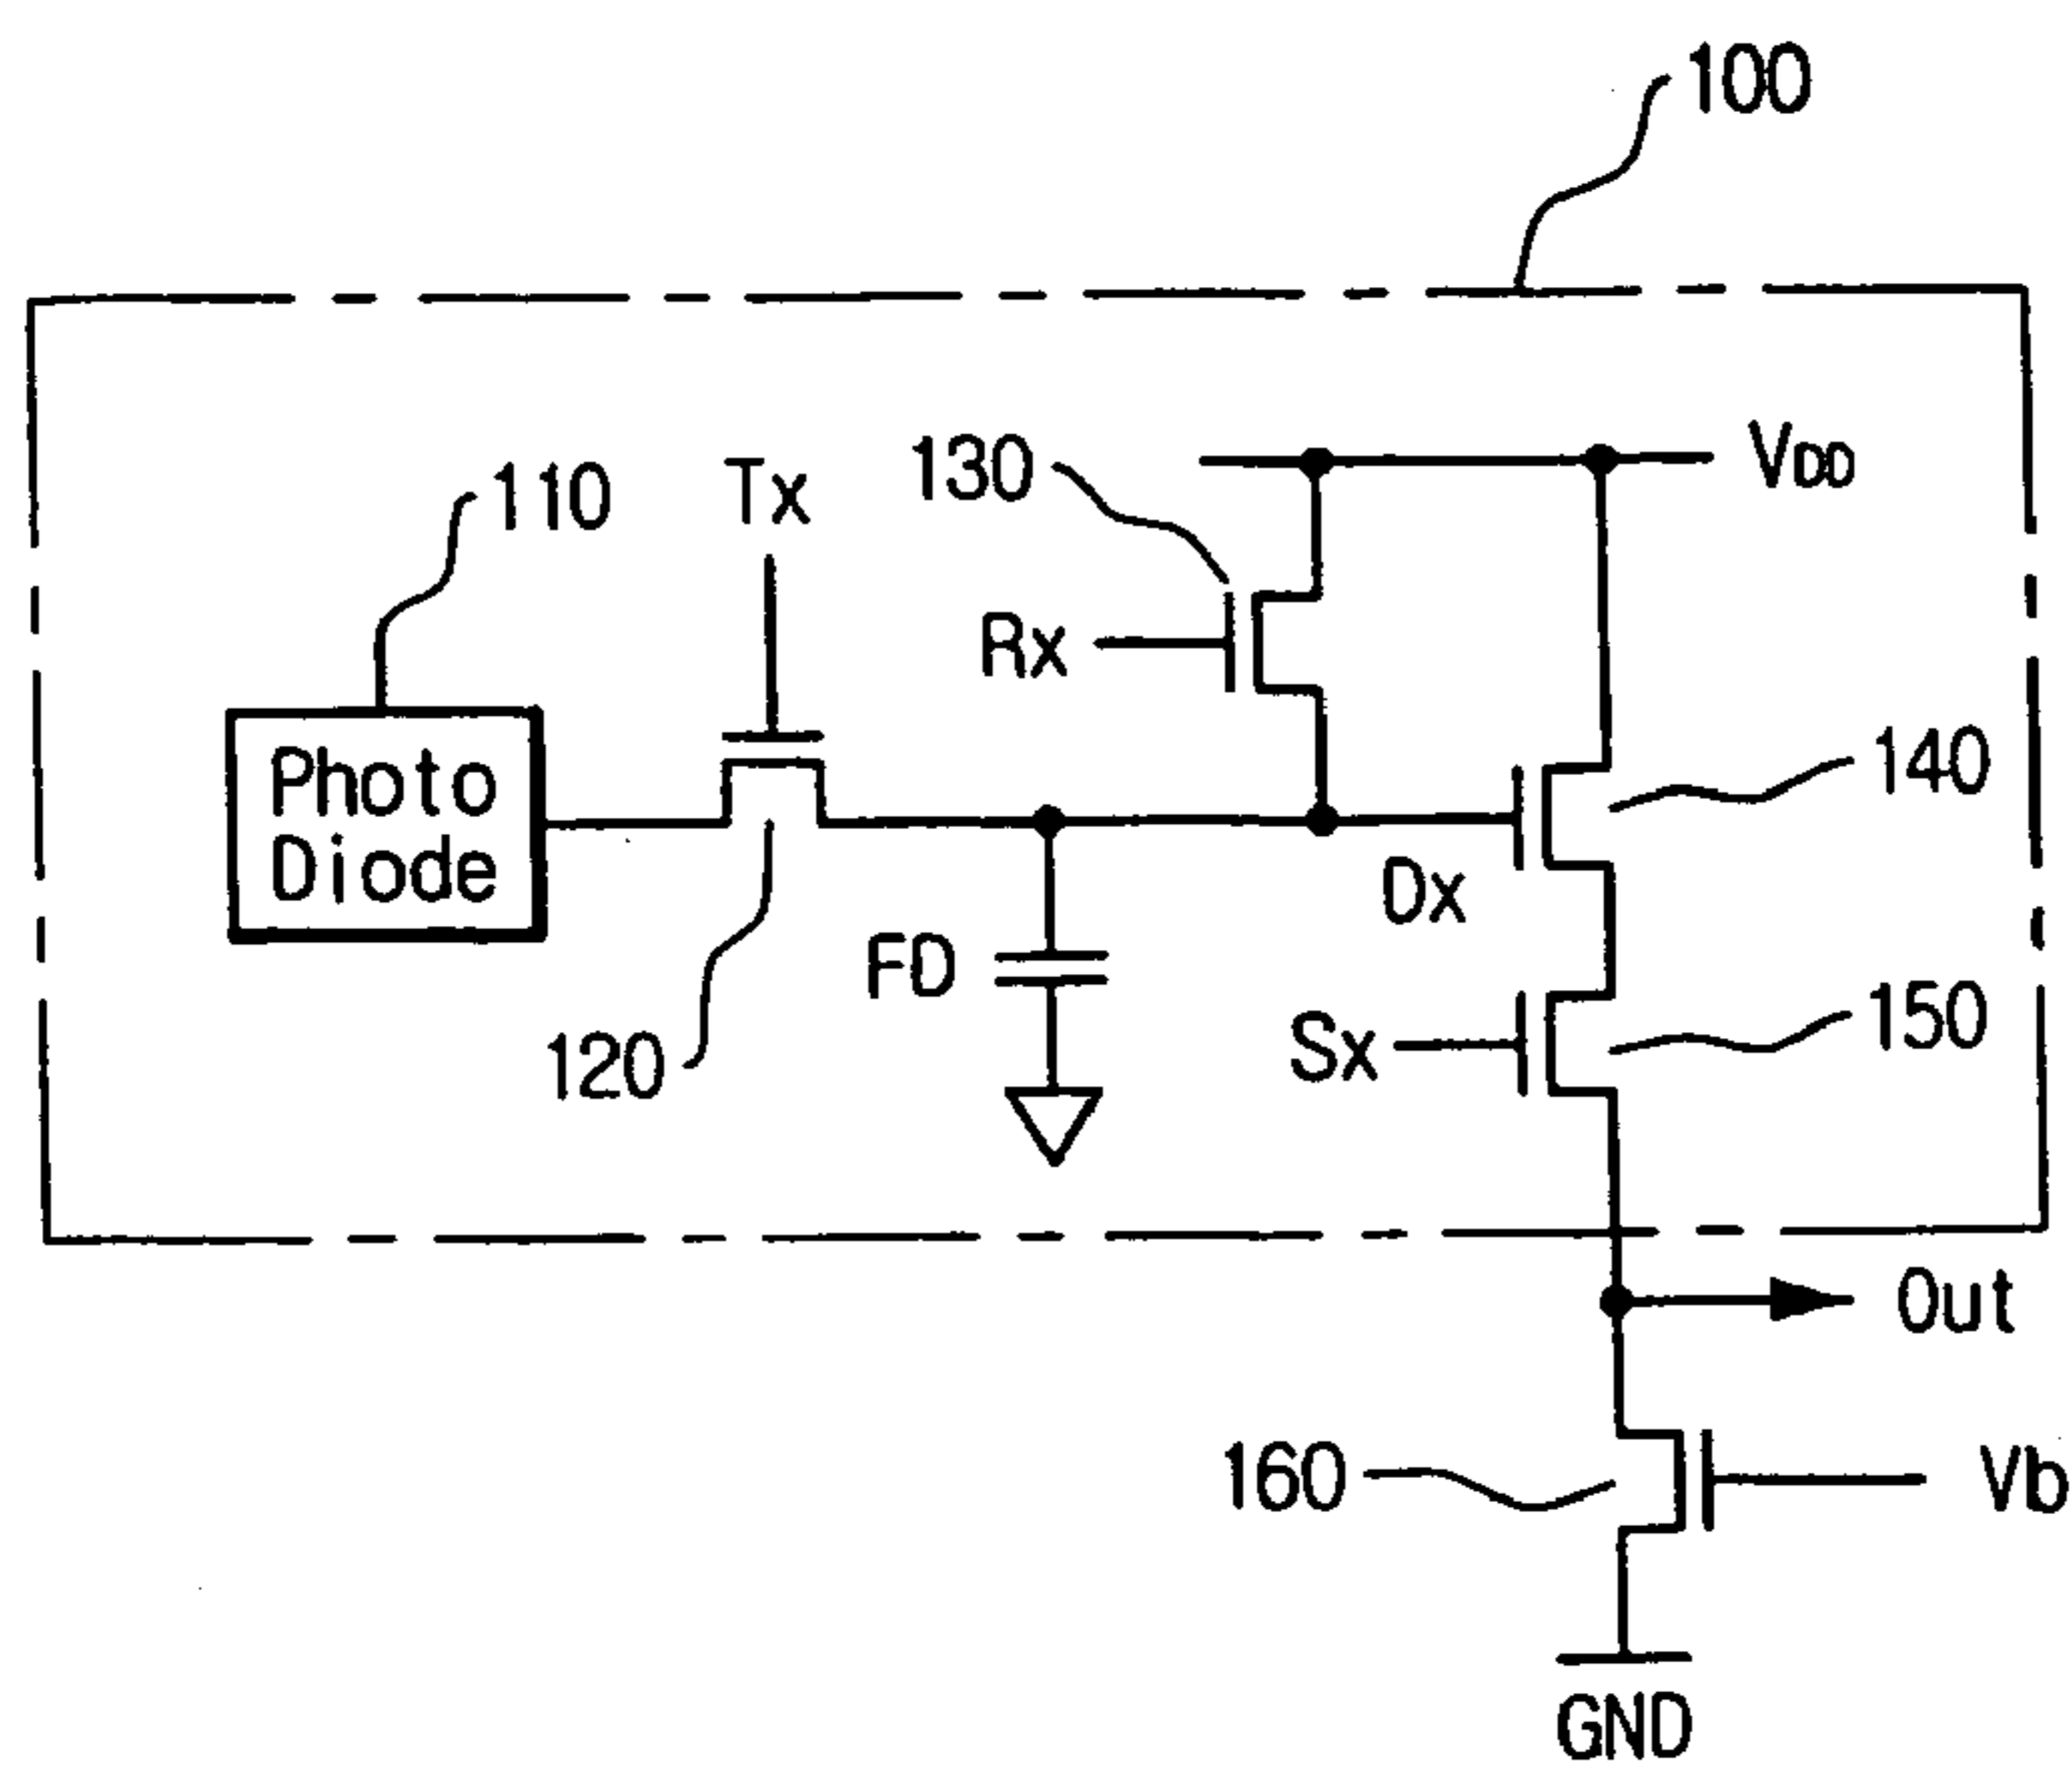 100
110
Tx
130
VDD
Rx
Photo
Diode
140
Dx
FD
120
Sx
150
Out
160
Vb
GND